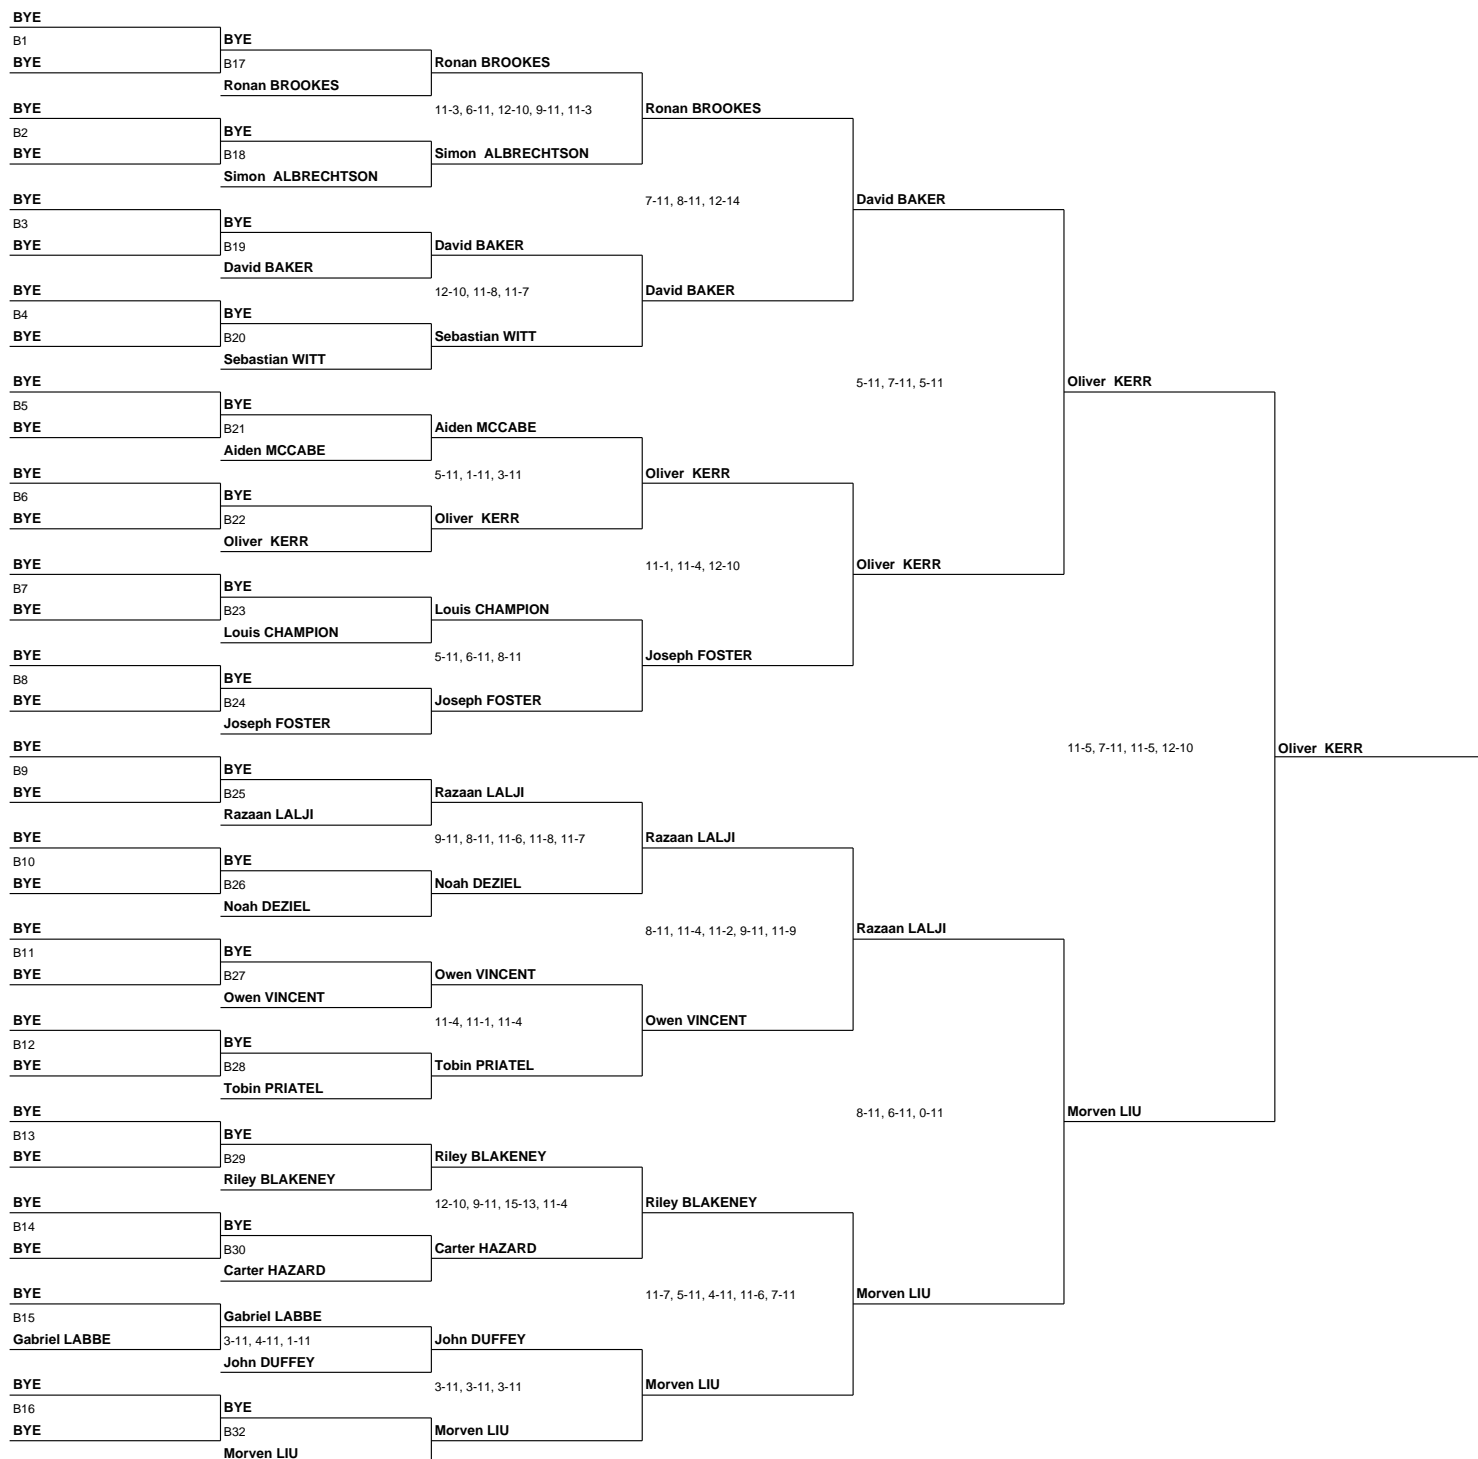 BYE
B1
BYE
BYE
B17
Ronan BROOKES
Ronan BROOKES
11-3, 6-11, 12-10, 9-11, 11-3
BYE
B2
BYE
BYE
B18
Simon ALBRECHTSON
Simon ALBRECHTSON
Ronan BROOKES
7-11, 8-11, 12-14
BYE
B3
BYE
BYE
B19
David BAKER
David BAKER
12-10, 11-8, 11-7
BYE
B4
BYE
BYE
B20
Sebastian WITT
Sebastian WITT
David BAKER
David BAKER
5-11, 7-11, 5-11
BYE
B5
BYE
BYE
B21
Aiden MCCABE
Aiden MCCABE
5-11, 1-11, 3-11
BYE
B6
BYE
BYE
B22
Oliver KERR
Oliver KERR
Oliver KERR
11-1, 11-4, 12-10
BYE
B7
BYE
BYE
B23
Louis CHAMPION
Louis CHAMPION
5-11, 6-11, 8-11
BYE
B8
BYE
BYE
B24
Joseph FOSTER
Joseph FOSTER
Joseph FOSTER
Oliver KERR
Oliver KERR
11-5, 7-11, 11-5, 12-10
Oliver KERR
BYE
B9
BYE
BYE
B25
Razaan LALJI
Razaan LALJI
9-11, 8-11, 11-6, 11-8, 11-7
BYE
B10
BYE
BYE
B26
Noah DEZIEL
Noah DEZIEL
Razaan LALJI
8-11, 11-4, 11-2, 9-11, 11-9
BYE
B11
BYE
BYE
B27
Owen VINCENT
Owen VINCENT
11-4, 11-1, 11-4
BYE
B12
BYE
BYE
B28
Tobin PRIATEL
Tobin PRIATEL
Owen VINCENT
Razaan LALJI
8-11, 6-11, 0-11
BYE
B13
BYE
BYE
B29
Riley BLAKENEY
Riley BLAKENEY
12-10, 9-11, 15-13, 11-4
BYE
B14
BYE
BYE
B30
Carter HAZARD
Carter HAZARD
Riley BLAKENEY
11-7, 5-11, 4-11, 11-6, 7-11
BYE
B15
Gabriel LABBE
Gabriel LABBE
3-11, 4-11, 1-11
John DUFFEY
John DUFFEY
3-11, 3-11, 3-11
BYE
B16
BYE
BYE
B32
Morven LIU
Morven LIU
Morven LIU
Morven LIU
Morven LIU